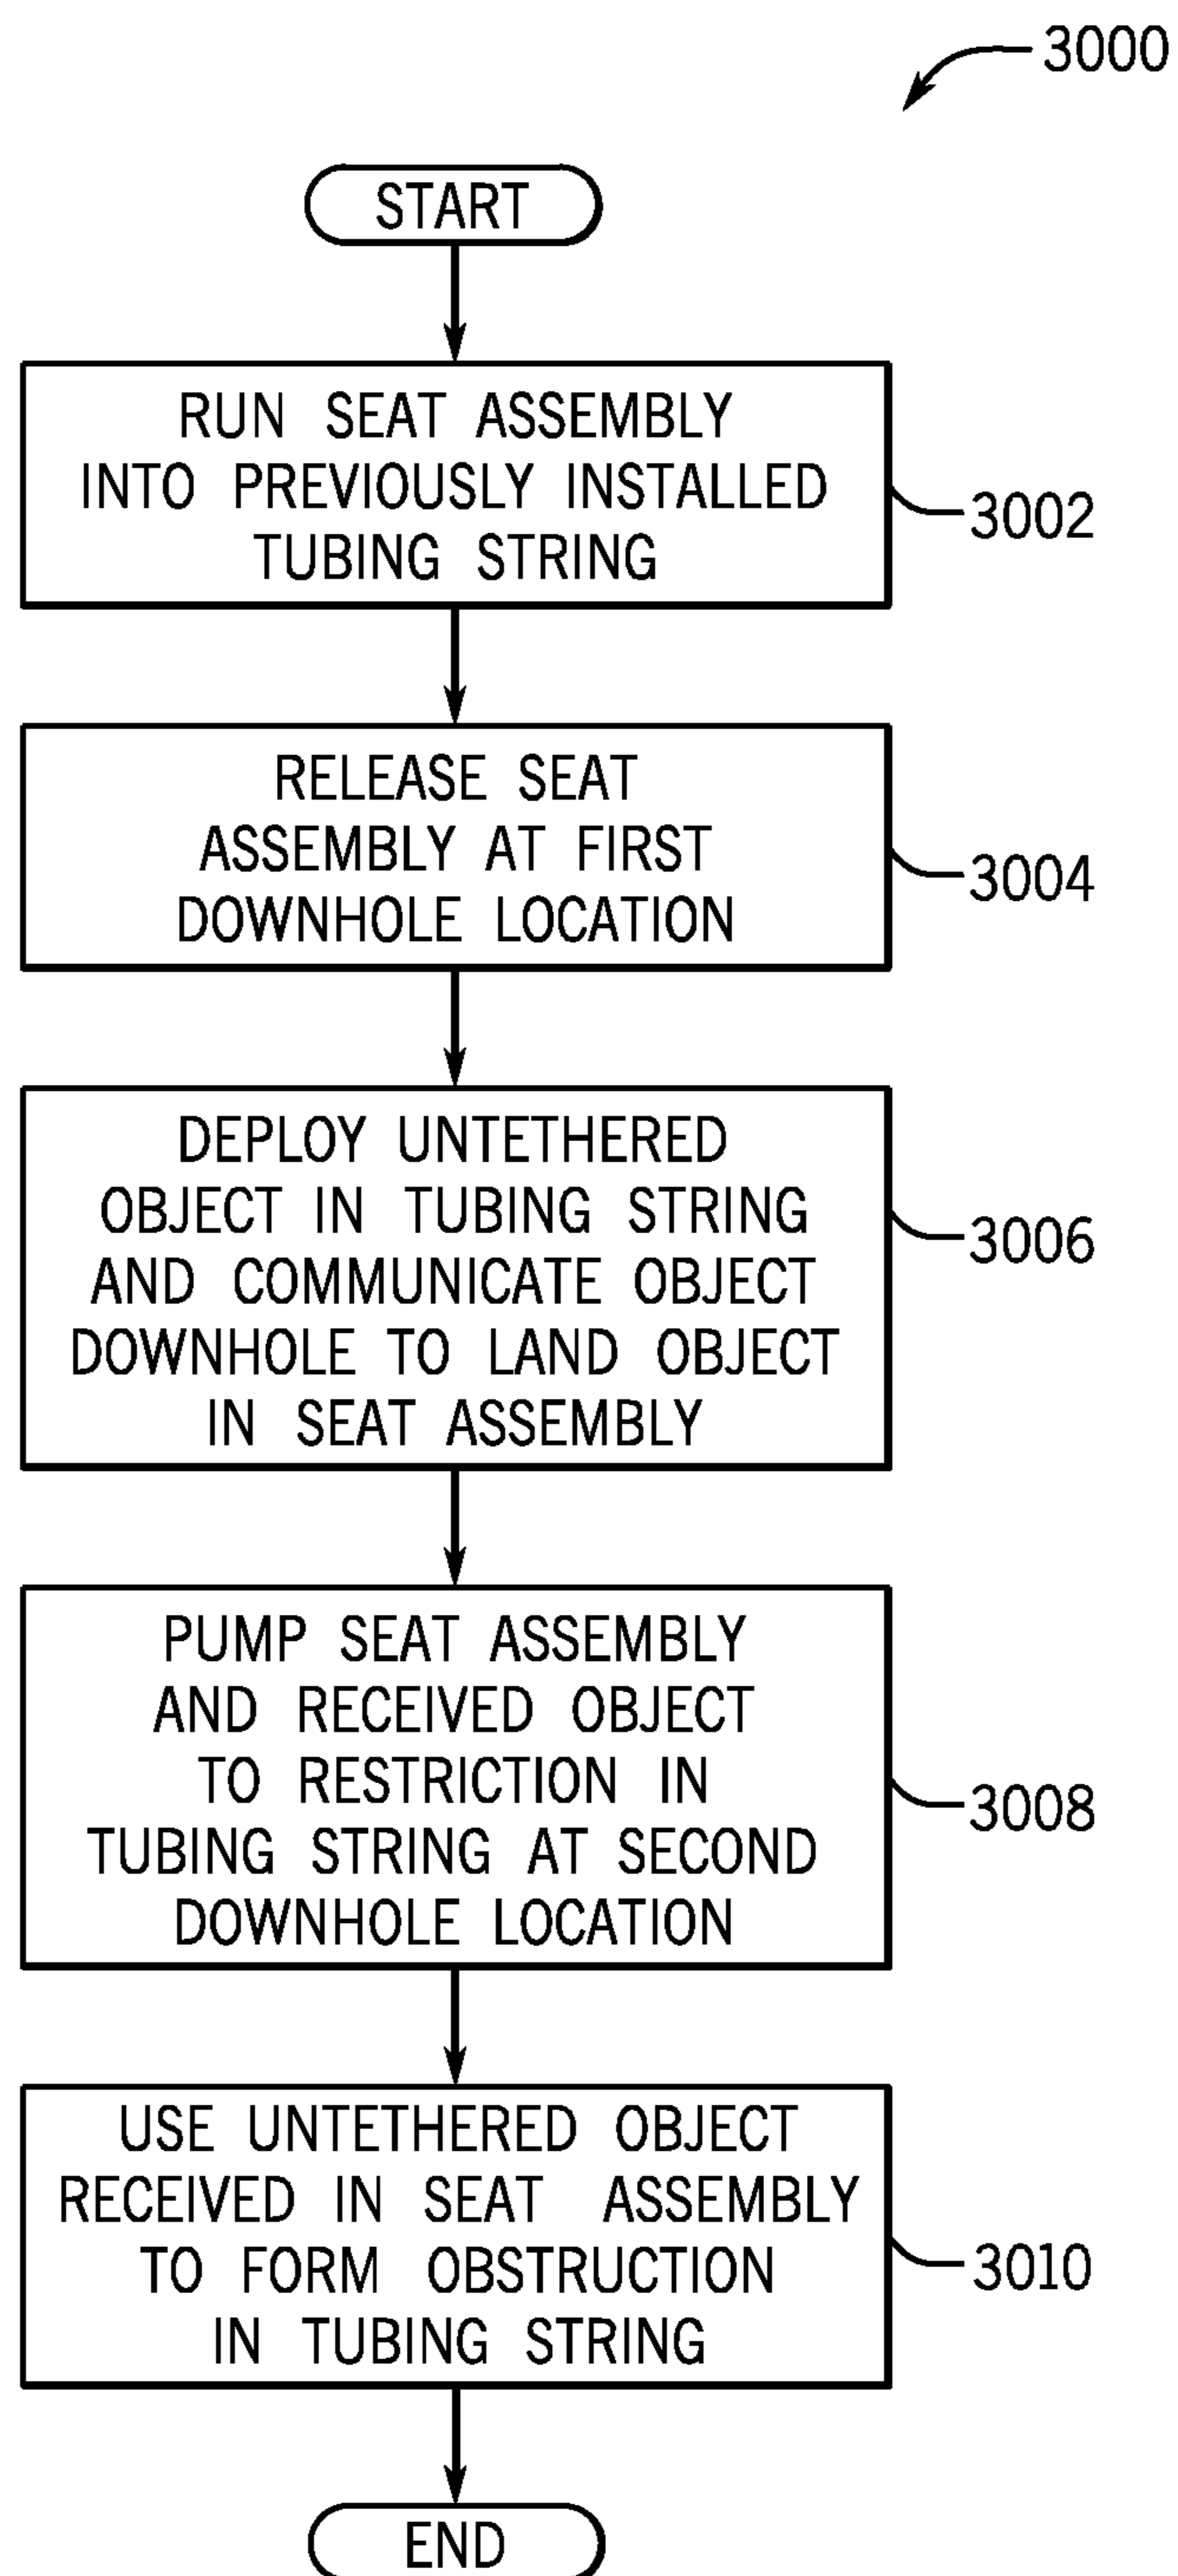 3000
START
RUN SEAT ASSEMBLY
INTO PREVIOUSLY INSTALLED
TUBING STRING
3002
RELEASE SEAT
ASSEMBLY AT FIRST
DOWNHOLE LOCATION
3004
DEPLOY UNTETHERED
OBJECT IN TUBING STRING
AND COMMUNICATE OBJECT
DOWNHOLE TO LAND OBJECT
IN SEAT ASSEMBLY
3006
PUMP SEAT ASSEMBLY
AND RECEIVED OBJECT
TO RESTRICTION IN
TUBING STRING AT SECOND
DOWNHOLE LOCATION
3008
USE UNTETHERED OBJECT
RECEIVED IN SEAT ASSEMBLY
TO FORM OBSTRUCTION
IN TUBING STRING
3010
END